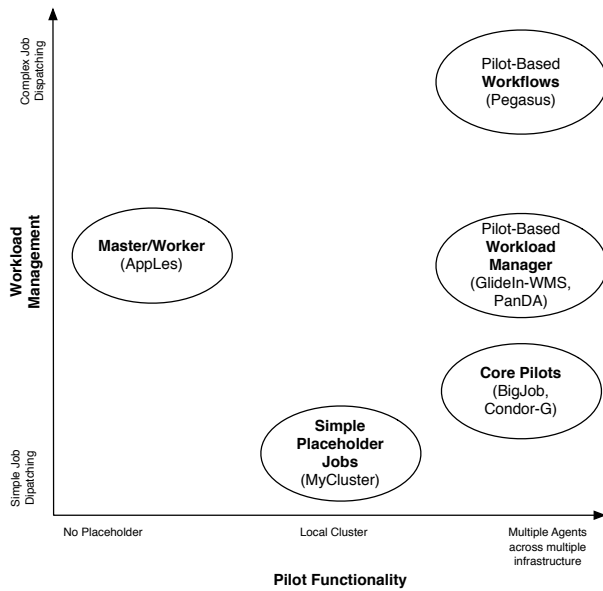 Complex Job
Dispatching
Pilot-Based
Workflows
(Pegasus)
Workload
Management
Master/Worker
(AppLes)
Pilot-Based
Workload
Manager
(GlideIn-WMS,
PanDA)
Core Pilots
(BigJob,
Condor-G)
Simple
Placeholder
Jobs
(MyCluster)
Simple Job
Dipatching
No Placeholder
Local Cluster
Multiple Agents
across multiple
infrastructure
Pilot Functionality